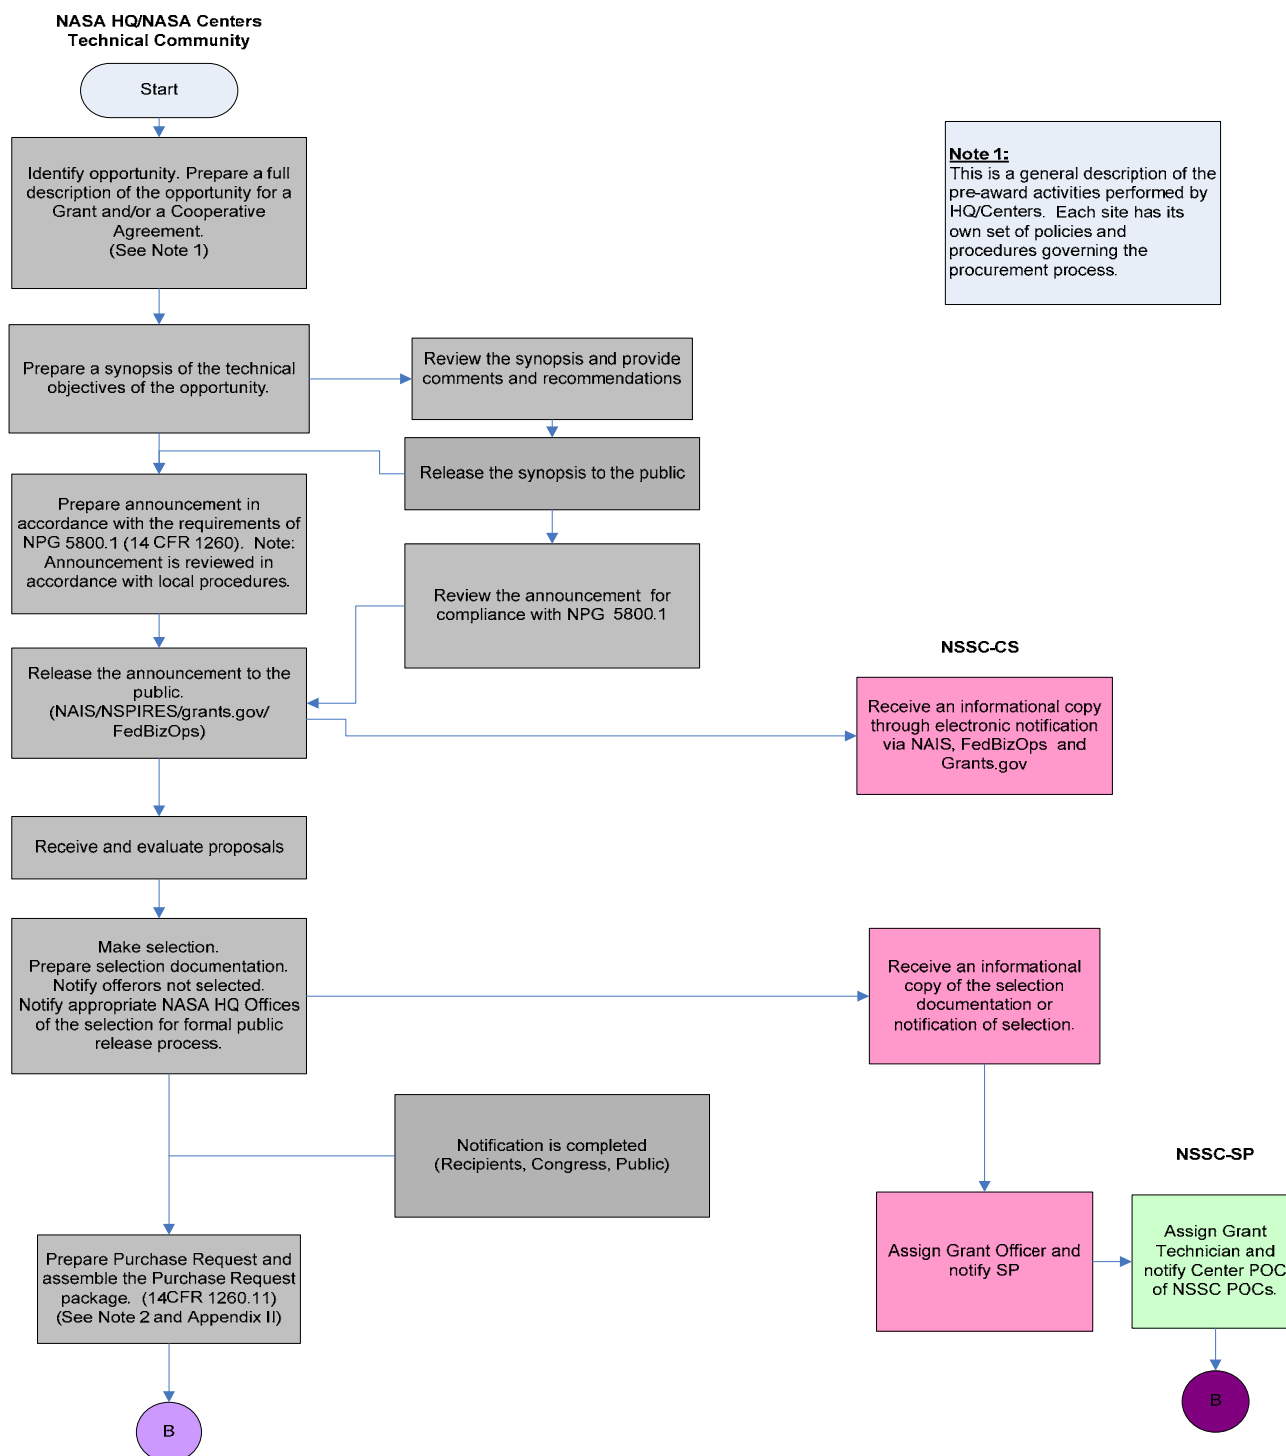 NASA HQ/NASA Centers
Technical Community
Start
Identify opportunity. Prepare a full
description of the opportunity for a
Grant and/or a Cooperative
Agreement.
(See Note 1)
Note 1:
This is a general description of the
pre-award activities performed by
HQ/Centers. Each site has its
own set of policies and
procedures governing the
procurement process.
Prepare a synopsis of the technical
objectives of the opportunity.
Review the synopsis and provide
comments and recommendations
Release the synopsis to the public
Prepare announcement in
accordance with the requirements of
NPG 5800.1 (14 CFR 1260). Note:
Announcement is reviewed in
accordance with local procedures.
Review the announcement for
compliance with NPG 5800.1
Release the announcement to the
public.
(NAIS/NSPIRES/grants.gov/
FedBizOps)
NSSC-CS
Receive an informational copy
through electronic notification
via NAIS, FedBizOps and
Grants.gov
Receive and evaluate proposals
Make selection.
Prepare selection documentation.
Notify offerors not selected.
Notify appropriate NASA HQ Offices
of the selection for formal public
release process.
Receive an informational
copy of the selection
documentation or
notification of selection.
Notification is completed
(Recipients, Congress, Public)
NSSC-SP
Prepare Purchase Request and
assemble the Purchase Request
package. (14CFR 1260.11)
(See Note 2 and Appendix II)
Assign Grant Officer and
notify SP
Assign Grant
Technician and
notify Center POC
of NSSC POCs.
B
B